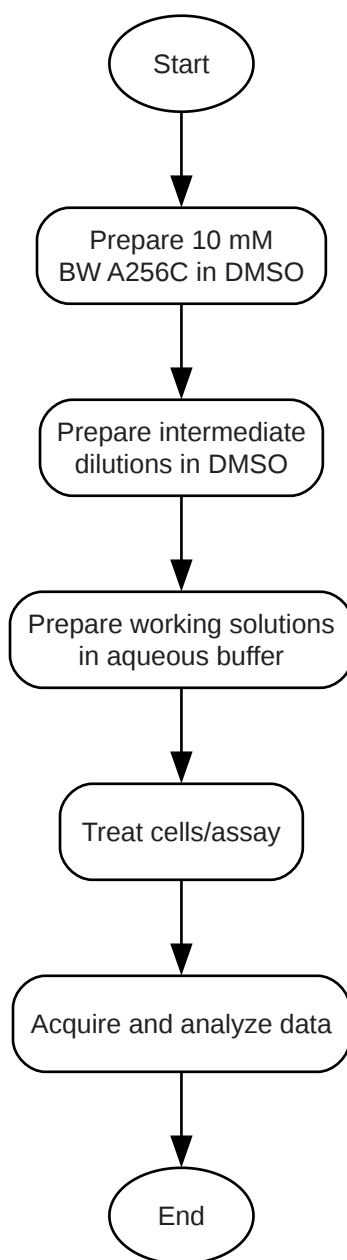 Start
Prepare 10 mM
BW A256C in DMSO
Prepare intermediate
dilutions in DMSO
Prepare working solutions
in aqueous buffer
Treat cells/assay
Acquire and analyze data
End